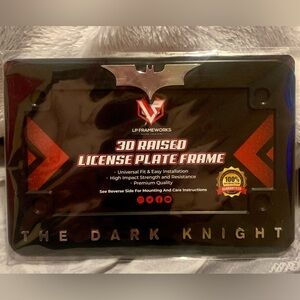 LP FRAMEWORKS
3D RAISED
LICENSE PLATE FRAME
- Universal Fit & Easy Installation
- High Impact Strength and Resistance
- Premium Quality
See Reverse Side For Mounting And Care Instructions
100%
THE DARK KNIGHT